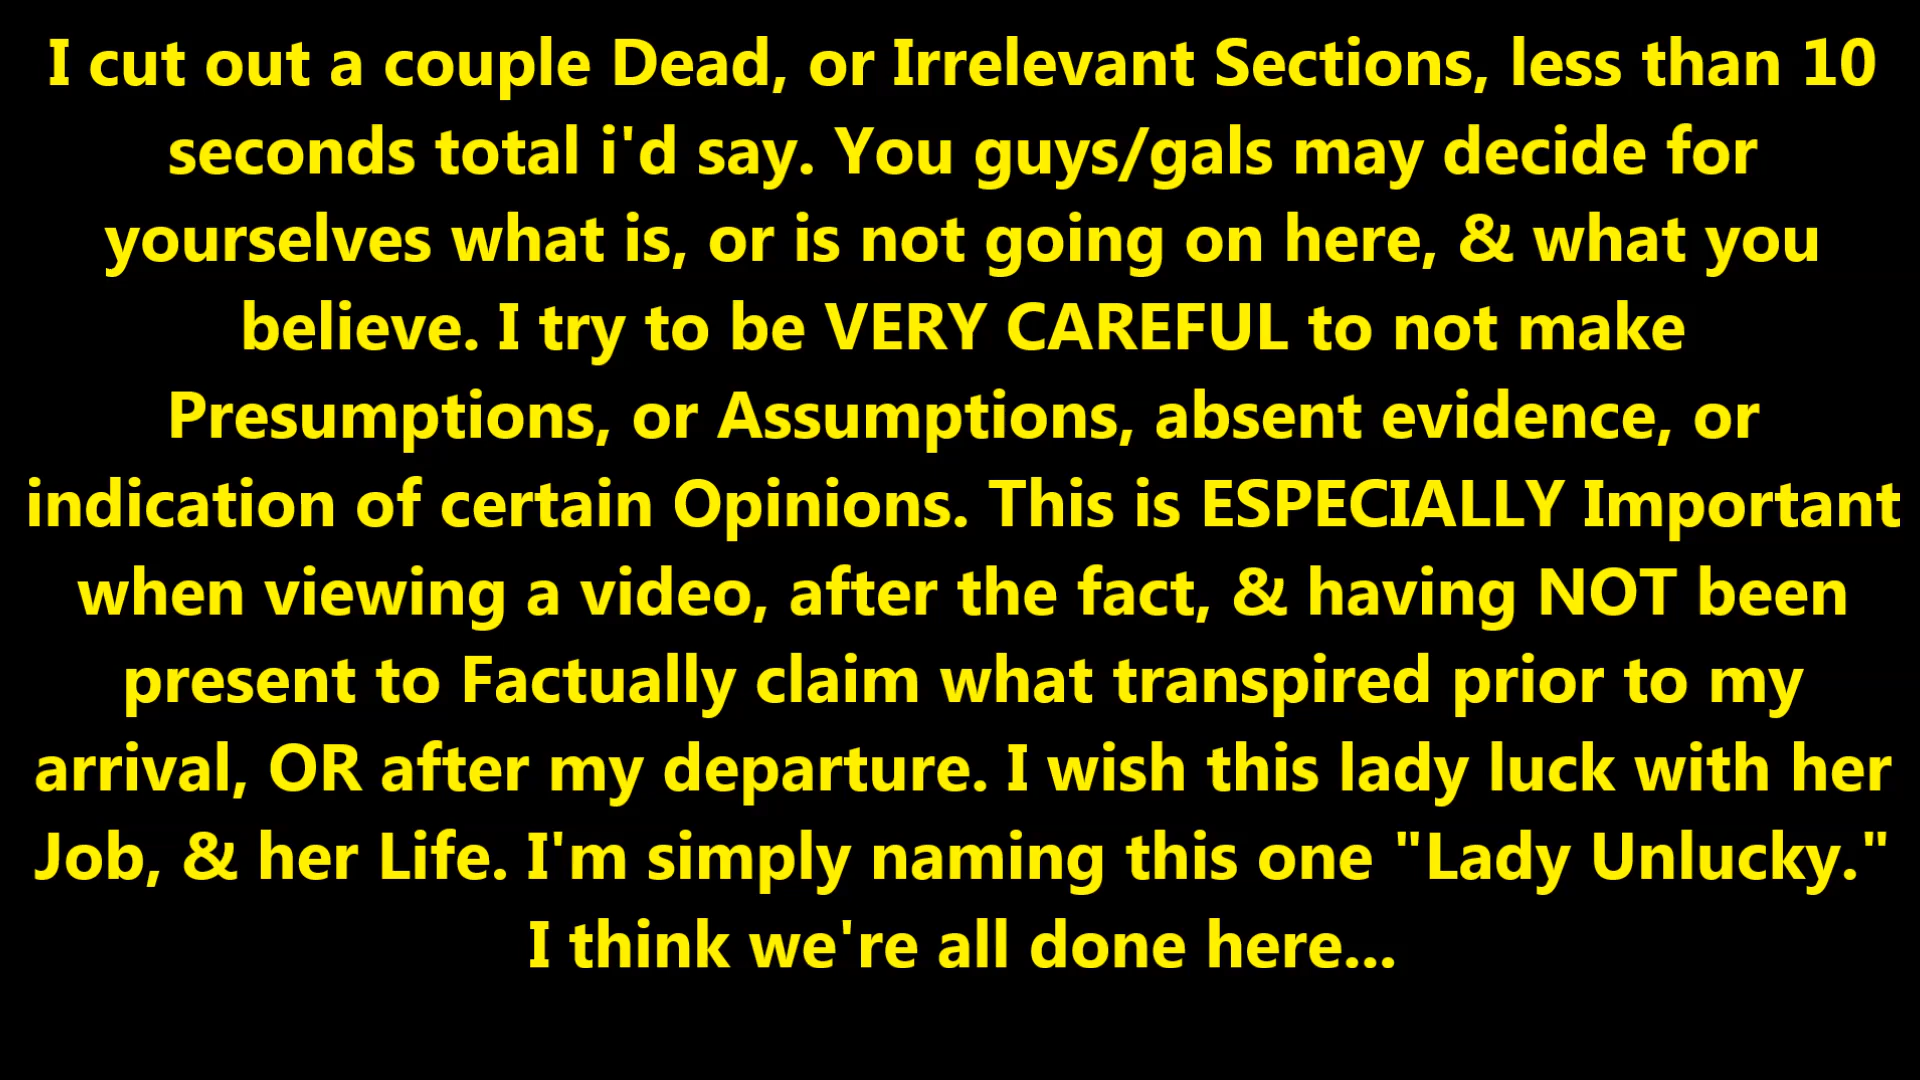 I cut out a couple Dead, or Irrelevant Sections, less than 10
seconds total i'd say. You guys/gals may decide for
yourselves what is, or is not going on here, & what you
believe. I try to be VERY CAREFUL to not make
Presumptions, or Assumptions, absent evidence, or
indication of certain Opinions. This is ESPECIALLY Important
when viewing a video, after the fact, & having NOT been
present to Factually claim what transpired prior to my
arrival, OR after my departure. I wish this lady luck with her
Job, & her Life. I'm simply naming this one "Lady Unlucky."
I think we're all done here...